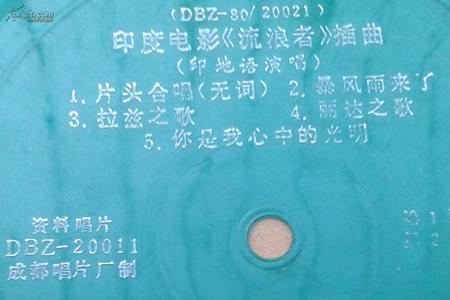 (DBZ-80/20021)
印度电影《流浪者》插曲
(印地语演唱)
1. 片头合唱(无词) 2. 暴风雨来了
3. 拉兹之歌 4. 丽达之歌
5. 你是我心中的光明
资料唱片
DBZ-20011
成都唱片厂制
1
2